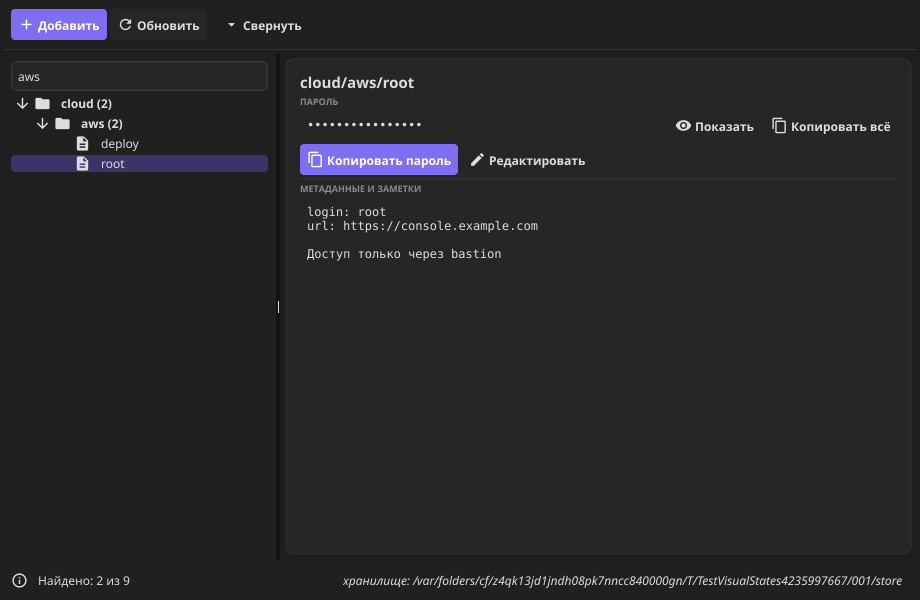 Добавить Обновить Свернуть
aws
cloud (2)
aws (2)
deploy
root
cloud/aws/root
ПАРОЛЬ
••••••••••••••••
Показать Копировать всё
Копировать пароль Редактировать
МЕТАДАННЫЕ И ЗАМЕТКИ
login: root
url: https://console.example.com
Доступ только через bastion
Найдено: 2 из 9
хранилище: /var/folders/cf/z4qk13jd1jndh08pk7nncc840000gn/T/TestVisualStates4235997667/001/store